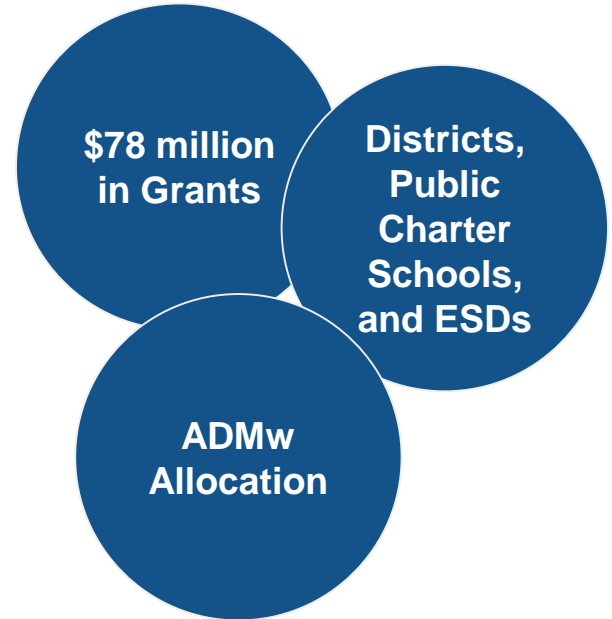 $78 million
in Grants
Districts,
Public
Charter
Schools,
and ESDs
ADMw
Allocation